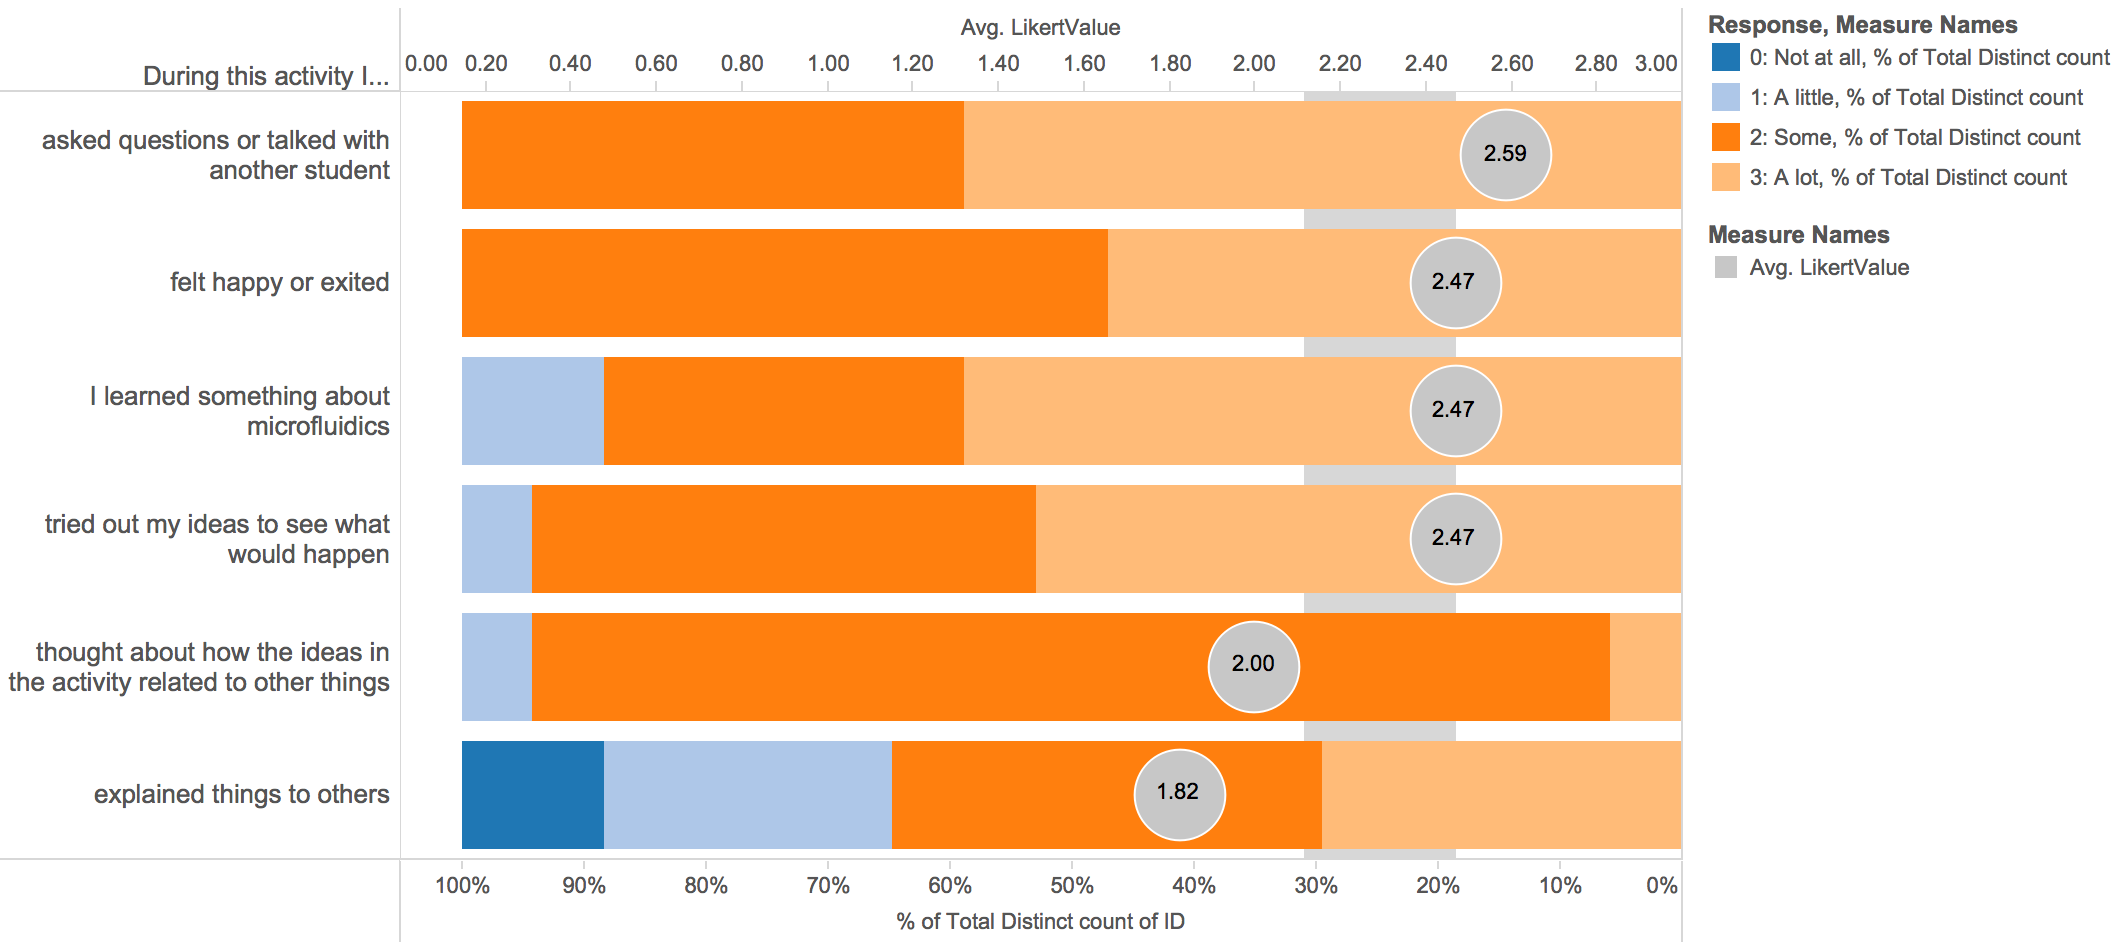 Avg. LikertValue
During this activity I...
0.00 0.20 0.40 0.60 0.80 1.00 1.20 1.40 1.60 1.80 2.00 2.20 2.40 2.60 2.80 3.00
asked questions or talked with
another student
2.59
felt happy or exited
2.47
I learned something about
microfluidics
2.47
tried out my ideas to see what
would happen
2.47
thought about how the ideas in
the activity related to other things
2.00
explained things to others
1.82
100% 90% 80% 70% 60% 50% 40% 30% 20% 10% 0%
% of Total Distinct count of ID
Response, Measure Names
0: Not at all, % of Total Distinct count
1: A little, % of Total Distinct count
2: Some, % of Total Distinct count
3: A lot, % of Total Distinct count
Measure Names
Avg. LikertValue